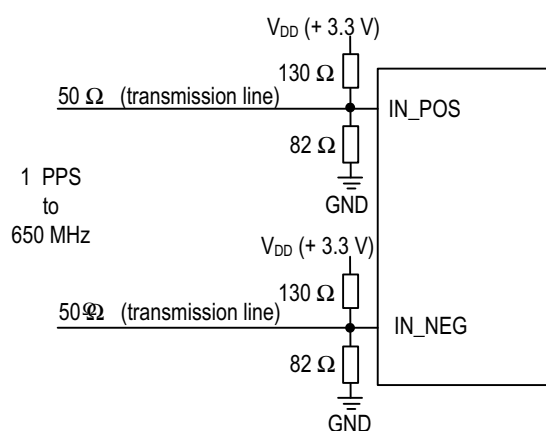 V_DD (+ 3.3 V)
130 Ω
50 Ω (transmission line)
IN_POS
82 Ω
GND
1 PPS
to
650 MHz
V_DD (+ 3.3 V)
130 Ω
50 Ω (transmission line)
IN_NEG
82 Ω
GND